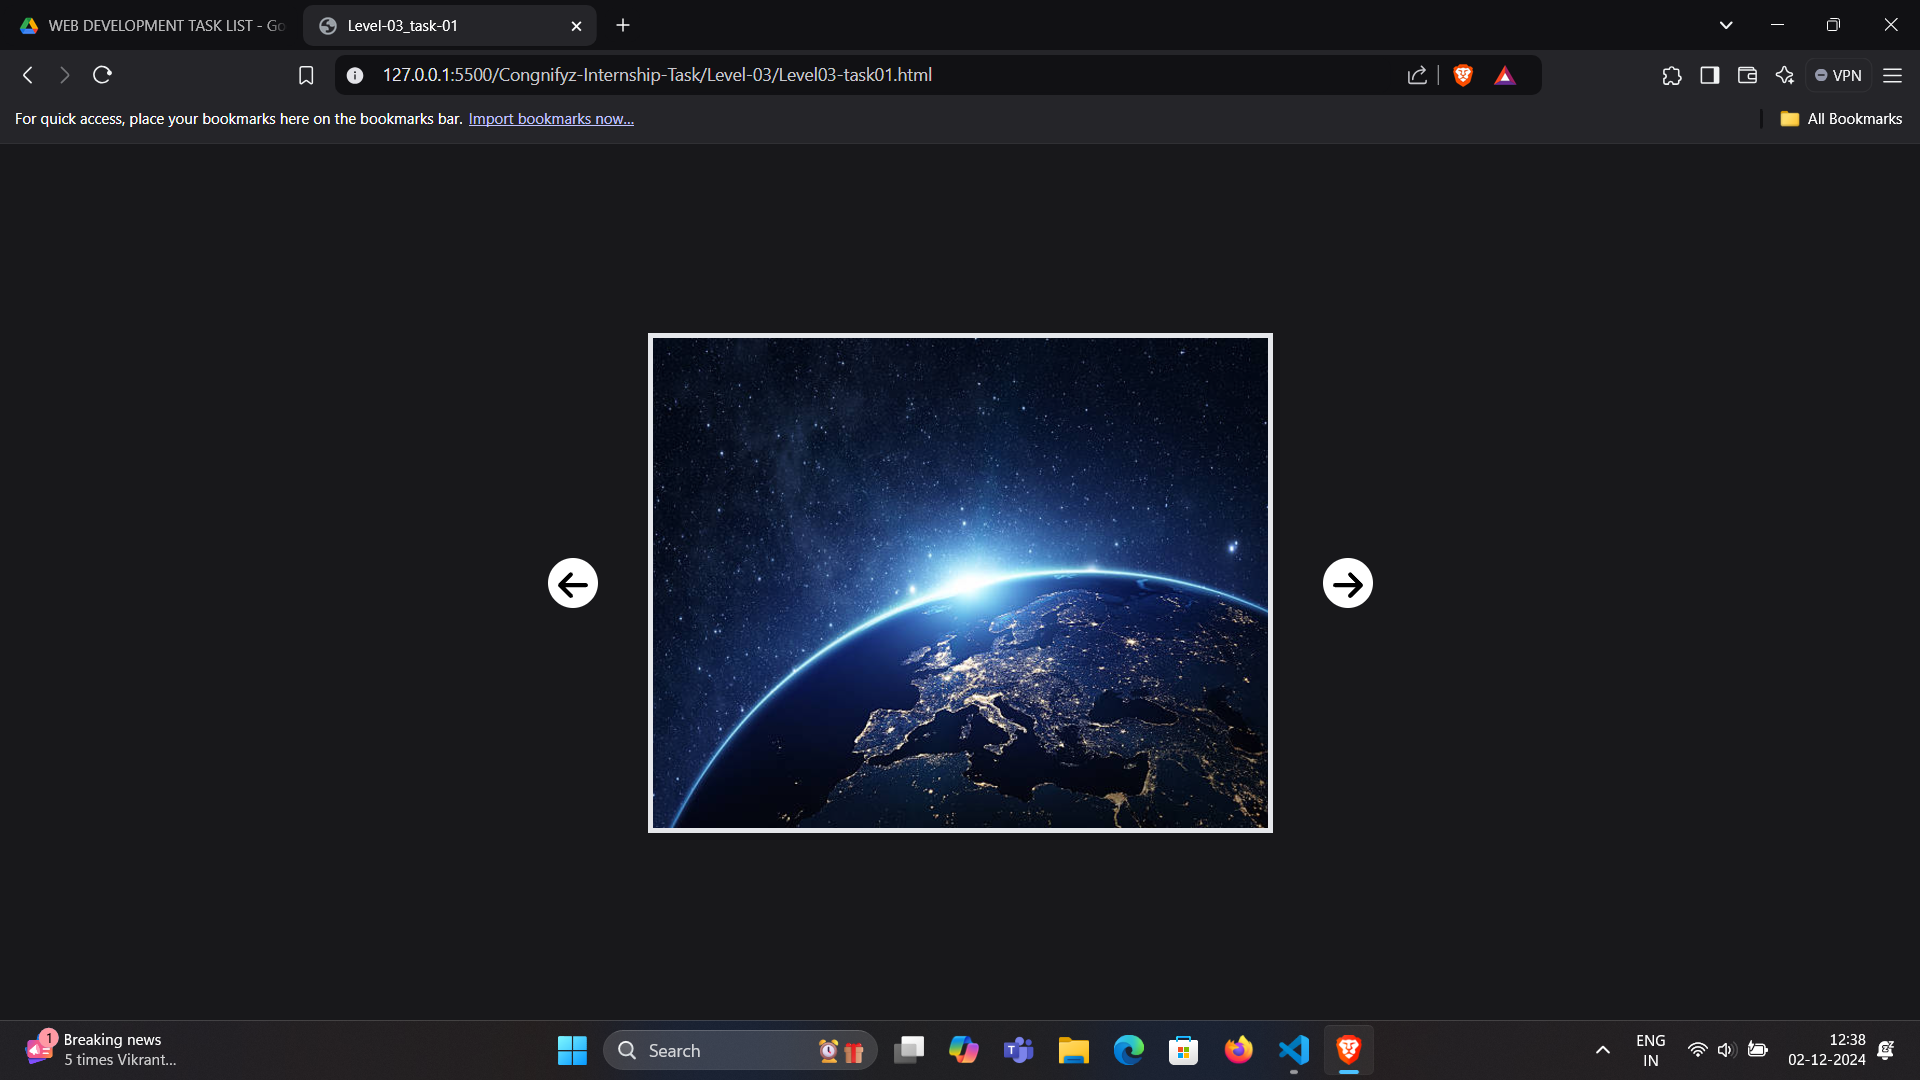 WEB DEVELOPMENT TASK LIST - Go
Level-03_task-01
127.0.0.1:5500/Congnifyz-Internship-Task/Level-03/Level03-task01.html
VPN
For quick access, place your bookmarks here on the bookmarks bar. Import bookmarks now...
All Bookmarks
1
Breaking news
5 times Vikrant...
Search
T
ENG
IN
12:38
02-12-2024